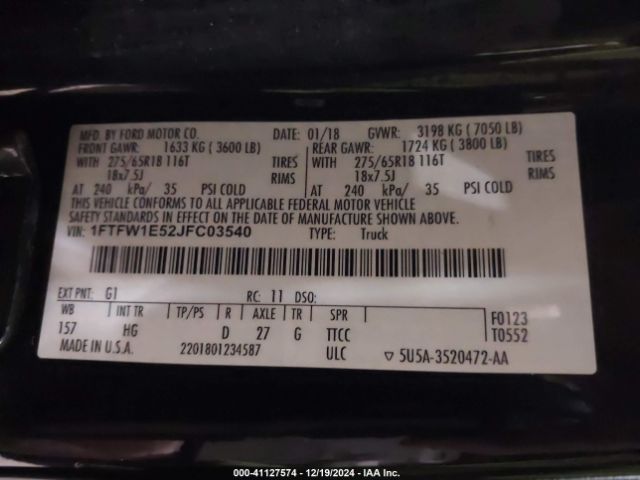 MFD. BY FORD MOTOR CO. DATE: 01/18 GVWR: 3198 KG ( 7050 LB)
FRONT GAWR: 1633 KG ( 3600 LB) REAR GAWR: 1724 KG ( 3800 LB)
WITH 275/65R18 116T TIRES WITH 275/65R18 116T TIRES
18x7.5J RIMS 18x7.5J RIMS
AT 240 kPa/ 35 PSI COLD AT 240 kPa/ 35 PSI COLD
THIS VEHICLE CONFORMS TO ALL APPLICABLE FEDERAL MOTOR VEHICLE
SAFETY STANDARDS IN EFFECT ON THE DATE OF MANUFACTURE SHOWN ABOVE.
VIN: 1FTFW1E52JFC03540 TYPE: Truck
EXT PNT: G1 RC: 11 DSO:
WB INT TR TP/PS R AXLE TR SPR F0123
157 HG D 27 G TTCC T0552
MADE IN U.S.A. 2201801234587 ULC ▽ 5U5A-3520472-AA
000-41127574 - 12/19/2024 - IAA Inc.